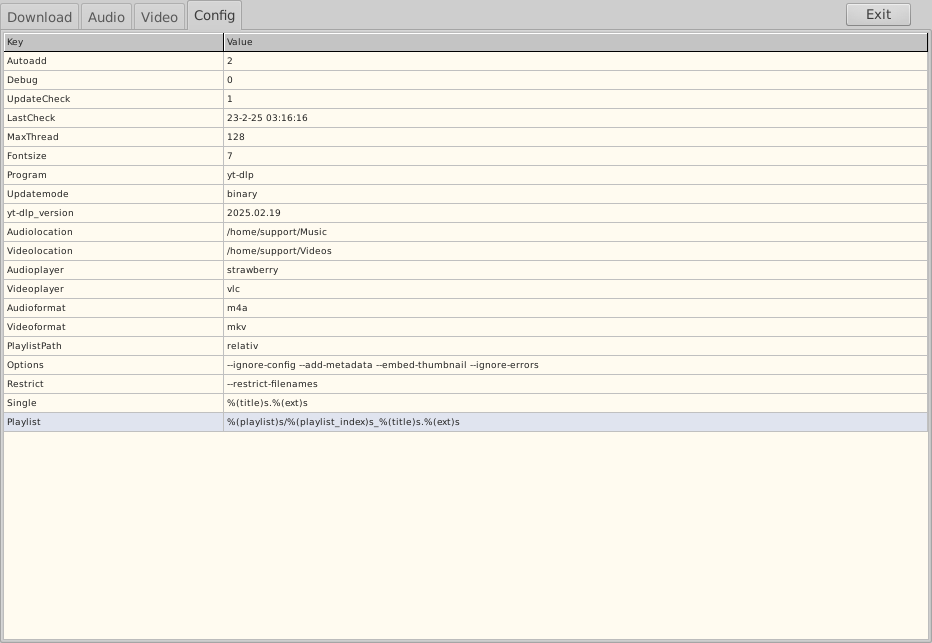 Download Audio Video Config Exit
Key Value
Autoadd 2
Debug 0
UpdateCheck 1
LastCheck 23-2-25 03:16:16
MaxThread 128
Fontsize 7
Program yt-dlp
Updatemode binary
yt-dlp_version 2025.02.19
Audiolocation /home/support/Music
Videolocation /home/support/Videos
Audioplayer strawberry
Videoplayer vlc
Audioformat m4a
Videoformat mkv
PlaylistPath relativ
Options --ignore-config --add-metadata --embed-thumbnail --ignore-errors
Restrict --restrict-filenames
Single %(title)s.%(ext)s
Playlist %(playlist)s/%(playlist_index)s_%(title)s.%(ext)s